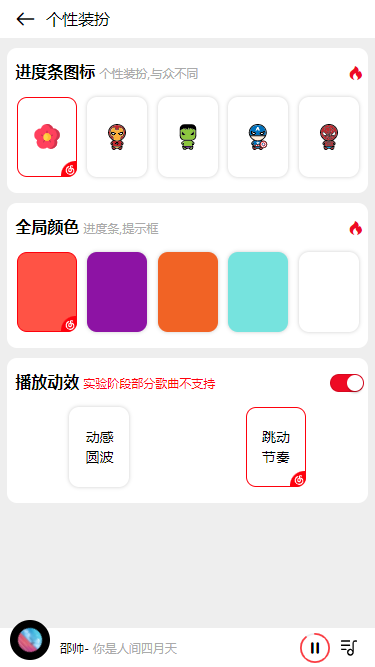 个性装扮
进度条图标 个性装扮,与众不同
全局颜色 进度条,提示框
播放动效 实验阶段部分歌曲不支持
动感
圆波
跳动
节奏
邵帅- 你是人间四月天